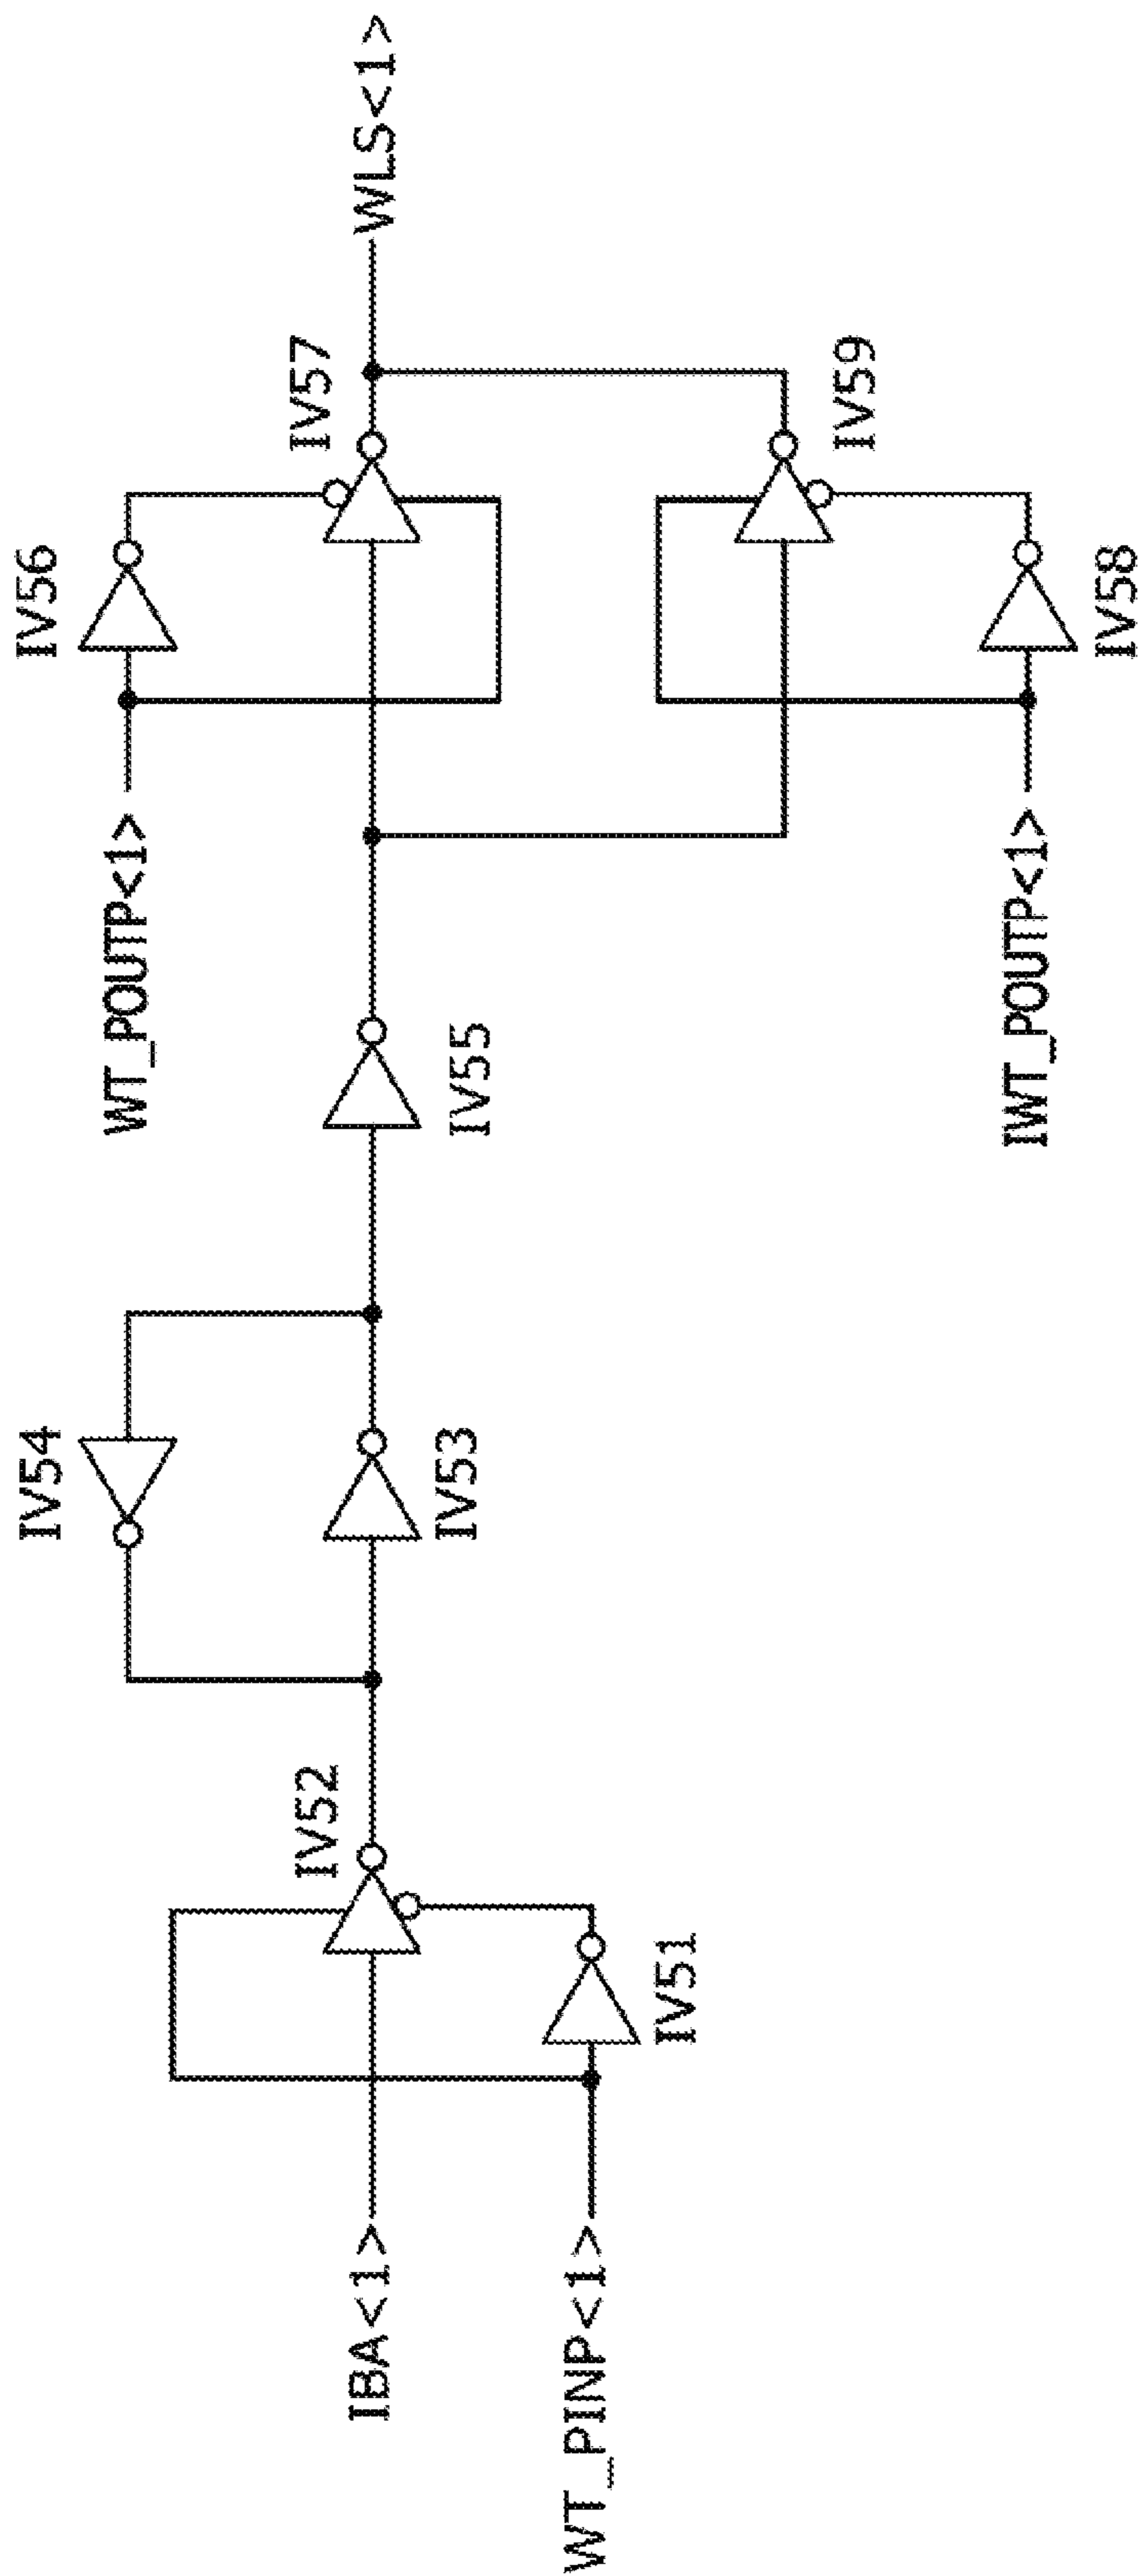 IBA<1>
WT_PINP<1>
IV51
IV52
IV54
IV53
IV55
WT_POUTP<1>
IWT_POUTP<1>
IV56
IV58
IV57
IV59
WLS<1>